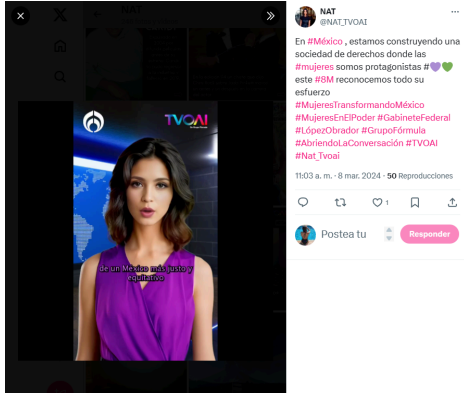 NAT
TVOAI
de un México más justo y
equitativo
NAT
@NAT_TVOAI
En #México , estamos construyendo una
sociedad de derechos donde las
#mujeres somos protagonistas #💜💚
este #8M reconocemos todo su
esfuerzo
#MujeresTransformandoMéxico
#MujeresEnElPoder #GabineteFederal
#LópezObrador #GrupoFórmula
#AbriendoLaConversación #TVOAI
#Nat_Tvoai
11:03 a. m. · 8 mar. 2024 · 50 Reproducciones
1
Postea tu
Responder